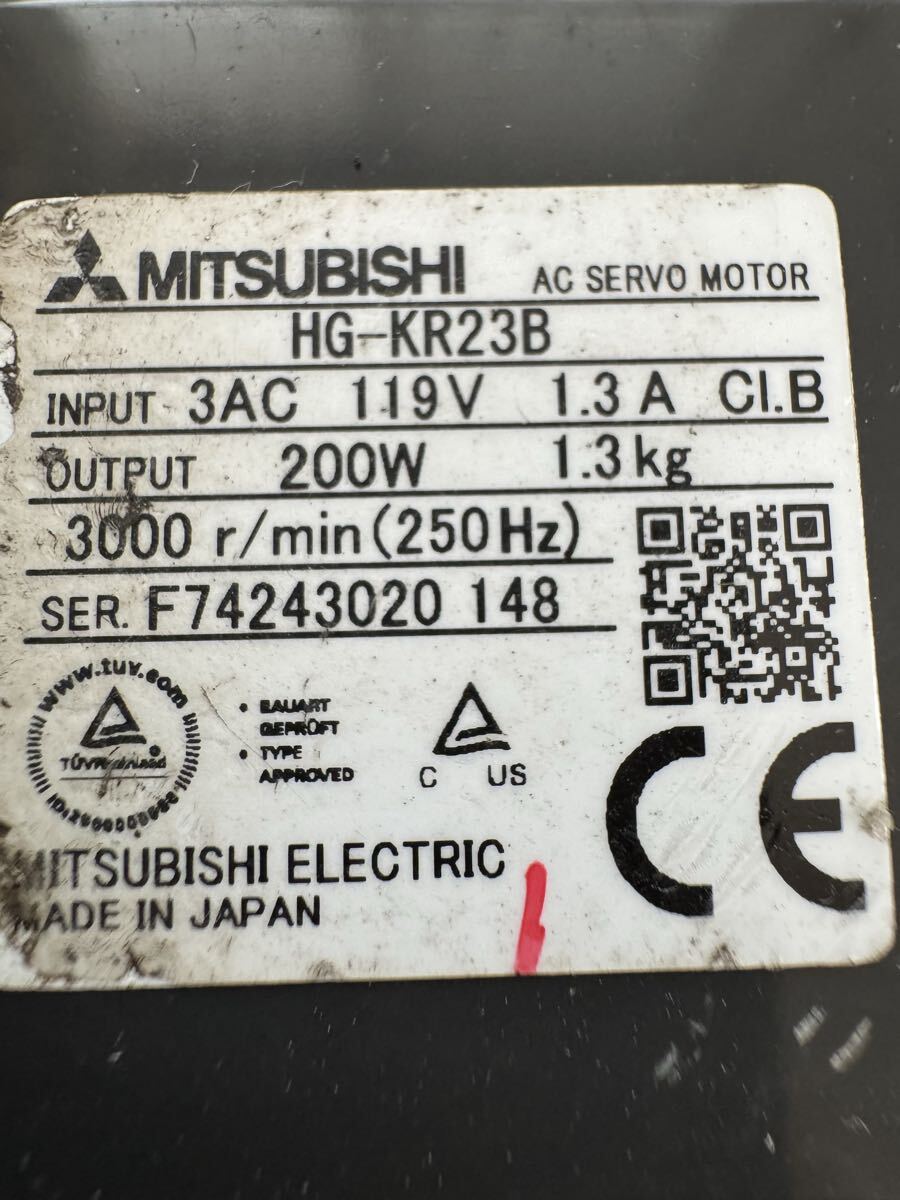 MITSUBISHI AC SERVO MOTOR
HG-KR23B
INPUT 3AC 119V 1.3A Cl.B
OUTPUT 200W 1.3kg
3000 r/min(250Hz)
SER. F74243020 148
www.tuv.com
• BAUART
GEPRÜFT
• TYPE
APPROVED
C US
CE
MITSUBISHI ELECTRIC
MADE IN JAPAN